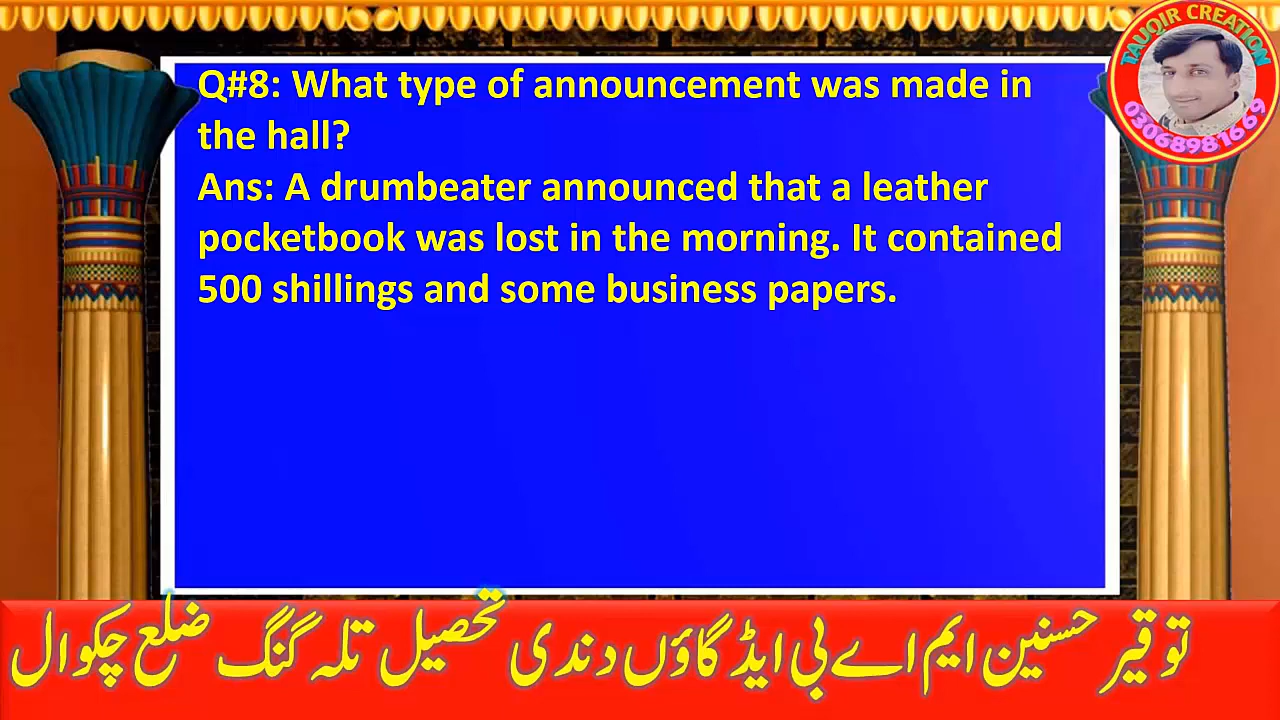 TAUQIR CREATION
03068981669
Q#8: What type of announcement was made in
the hall?
Ans: A drumbeater announced that a leather
pocketbook was lost in the morning. It contained
500 shillings and some business papers.
توقیر حسنین ایم اے بی ایڈ گاؤں دندی تحصیل تلہ گنگ ضلع چکوال